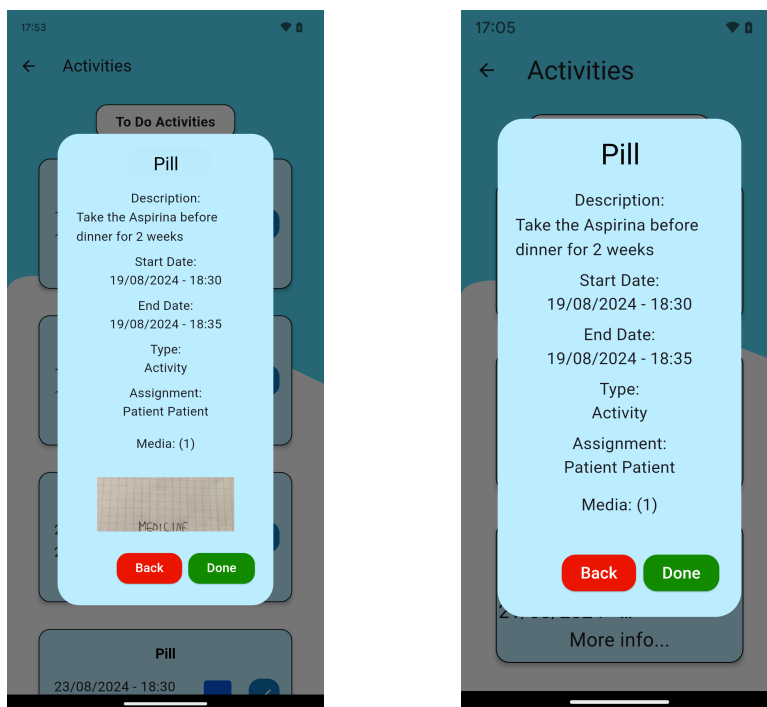 17:53
Activities
To Do Activities
Pill
Description:
Take the Aspirina before
dinner for 2 weeks
Start Date:
19/08/2024 - 18:30
End Date:
19/08/2024 - 18:35
Type:
Activity
Assignment:
Patient Patient
Media: (1)
MEDICINE
Back Done
Pill
23/08/2024 - 18:30
17:05
Activities
Pill
Description:
Take the Aspirina before
dinner for 2 weeks
Start Date:
19/08/2024 - 18:30
End Date:
19/08/2024 - 18:35
Type:
Activity
Assignment:
Patient Patient
Media: (1)
Back Done
More info...